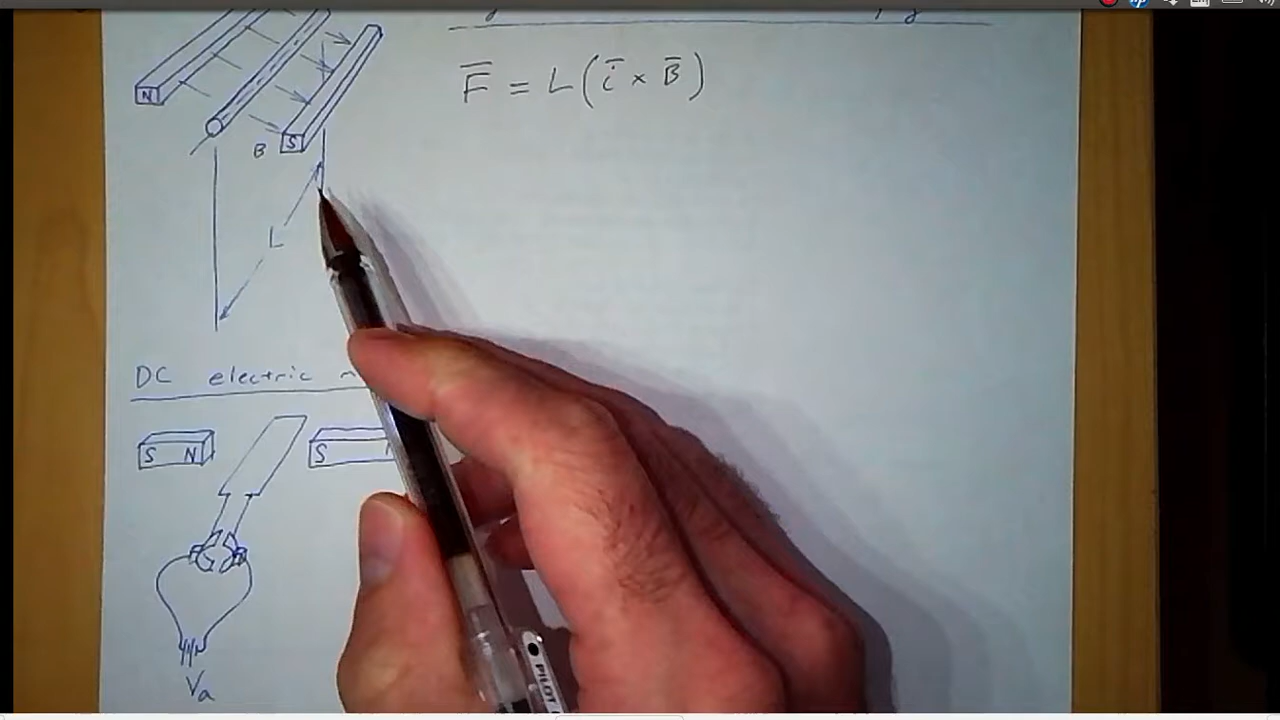 F̅ = L(i̅ × B̅)
N
S
B
L
DC electric
S N
S
Va
PILOT